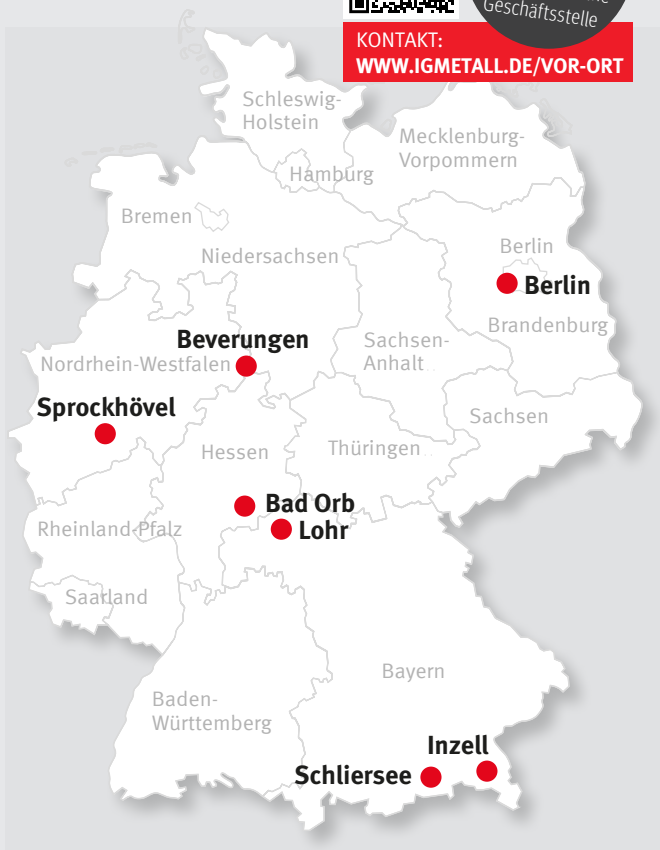 Geschäftsstelle
KONTAKT:
WWW.IGMETALL.DE/VOR-ORT
Schleswig-
Holstein
Mecklenburg-
Vorpommern
Hamburg
Bremen
Niedersachsen
Berlin
Berlin
Brandenburg
Beverungen
Nordrhein-Westfalen
Sachsen-
Anhalt
Sprockhövel
Sachsen
Hessen
Thüringen
Bad Orb
Lohr
Rheinland-Pfalz
Saarland
Bayern
Baden-
Württemberg
Inzell
Schliersee